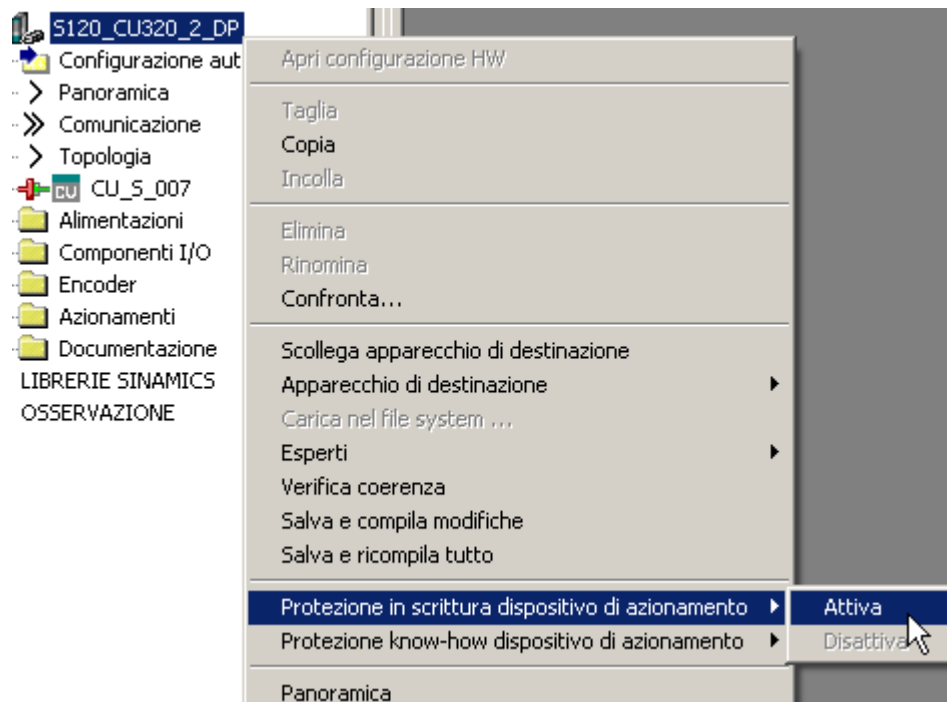 S120_CU320_2_DP
Configurazione aut
Panoramica
Comunicazione
Topologia
CU CU_S_007
Alimentazioni
Componenti I/O
Encoder
Azionamenti
Documentazione
LIBRERIE SINAMICS
OSSERVAZIONE
Apri configurazione HW
Taglia
Copia
Incolla
Elimina
Rinomina
Confronta...
Scollega apparecchio di destinazione
Apparecchio di destinazione
Carica nel file system ...
Esperti
Verifica coerenza
Salva e compila modifiche
Salva e ricompila tutto
Protezione in scrittura dispositivo di azionamento
Protezione know-how dispositivo di azionamento
Panoramica
Attiva
Disattiva